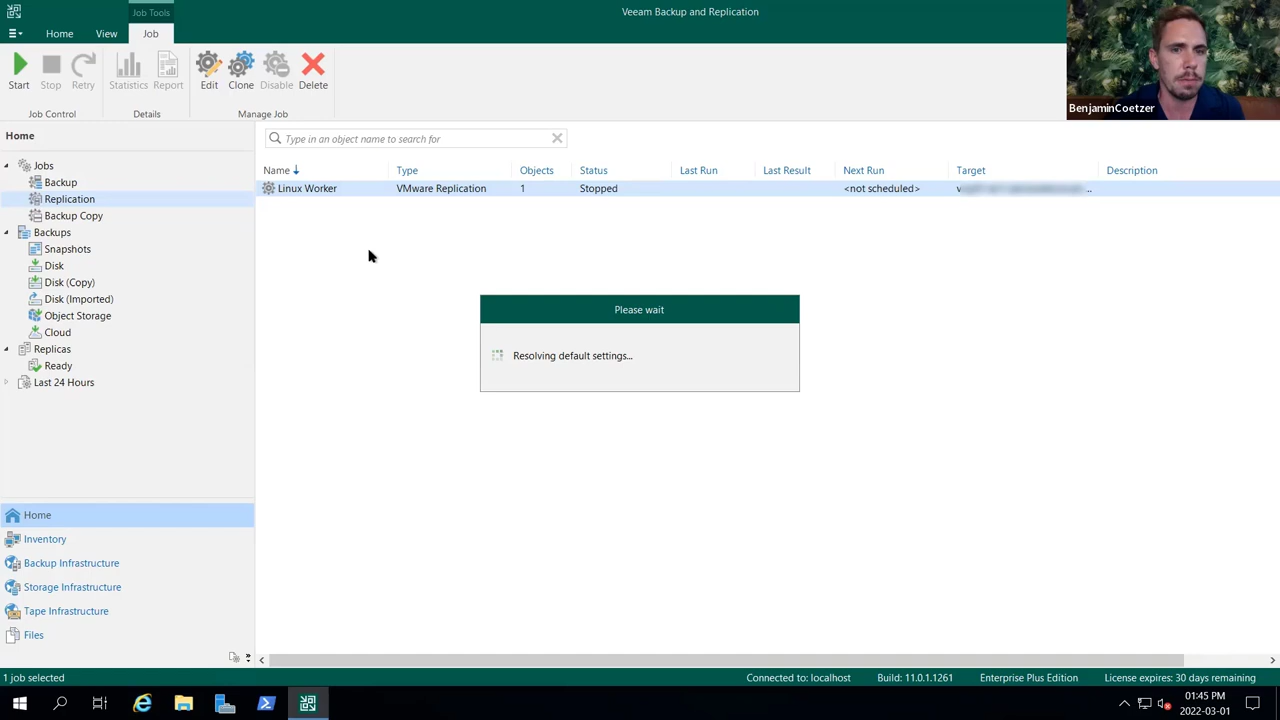 Job Tools
Veeam Backup and Replication
Home View Job
Start Stop Retry Statistics Report Edit Clone Disable Delete
Job Control Details Manage Job
BenjaminCoetzer
Home
Type in an object name to search for
Jobs
Backup
Replication
Backup Copy
Backups
Snapshots
Disk
Disk (Copy)
Disk (Imported)
Object Storage
Cloud
Replicas
Ready
Last 24 Hours
Name Type Objects Status Last Run Last Result Next Run Target Description
Linux Worker VMware Replication 1 Stopped <not scheduled>
Please wait
Resolving default settings...
Home
Inventory
Backup Infrastructure
Storage Infrastructure
Tape Infrastructure
Files
1 job selected Connected to: localhost Build: 11.0.1.1261 Enterprise Plus Edition License expires: 30 days remaining
01:45 PM
2022-03-01